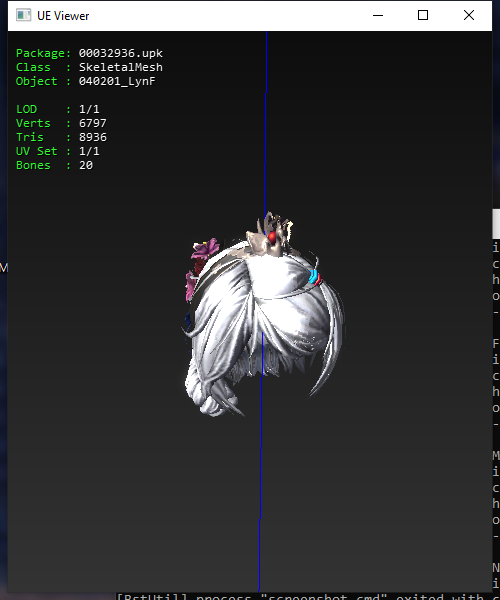 UE Viewer
Package: 00032936.upk
Class  : SkeletalMesh
Object : 040201_LynF
LOD    : 1/1
Verts  : 6797
Tris   : 8936
UV Set : 1/1
Bones  : 20
M
i
c
h
o
-
F
i
c
h
o
-
M
i
c
h
o
-
N
i
[BstUtil] process "screenshot.cmd" exited with c